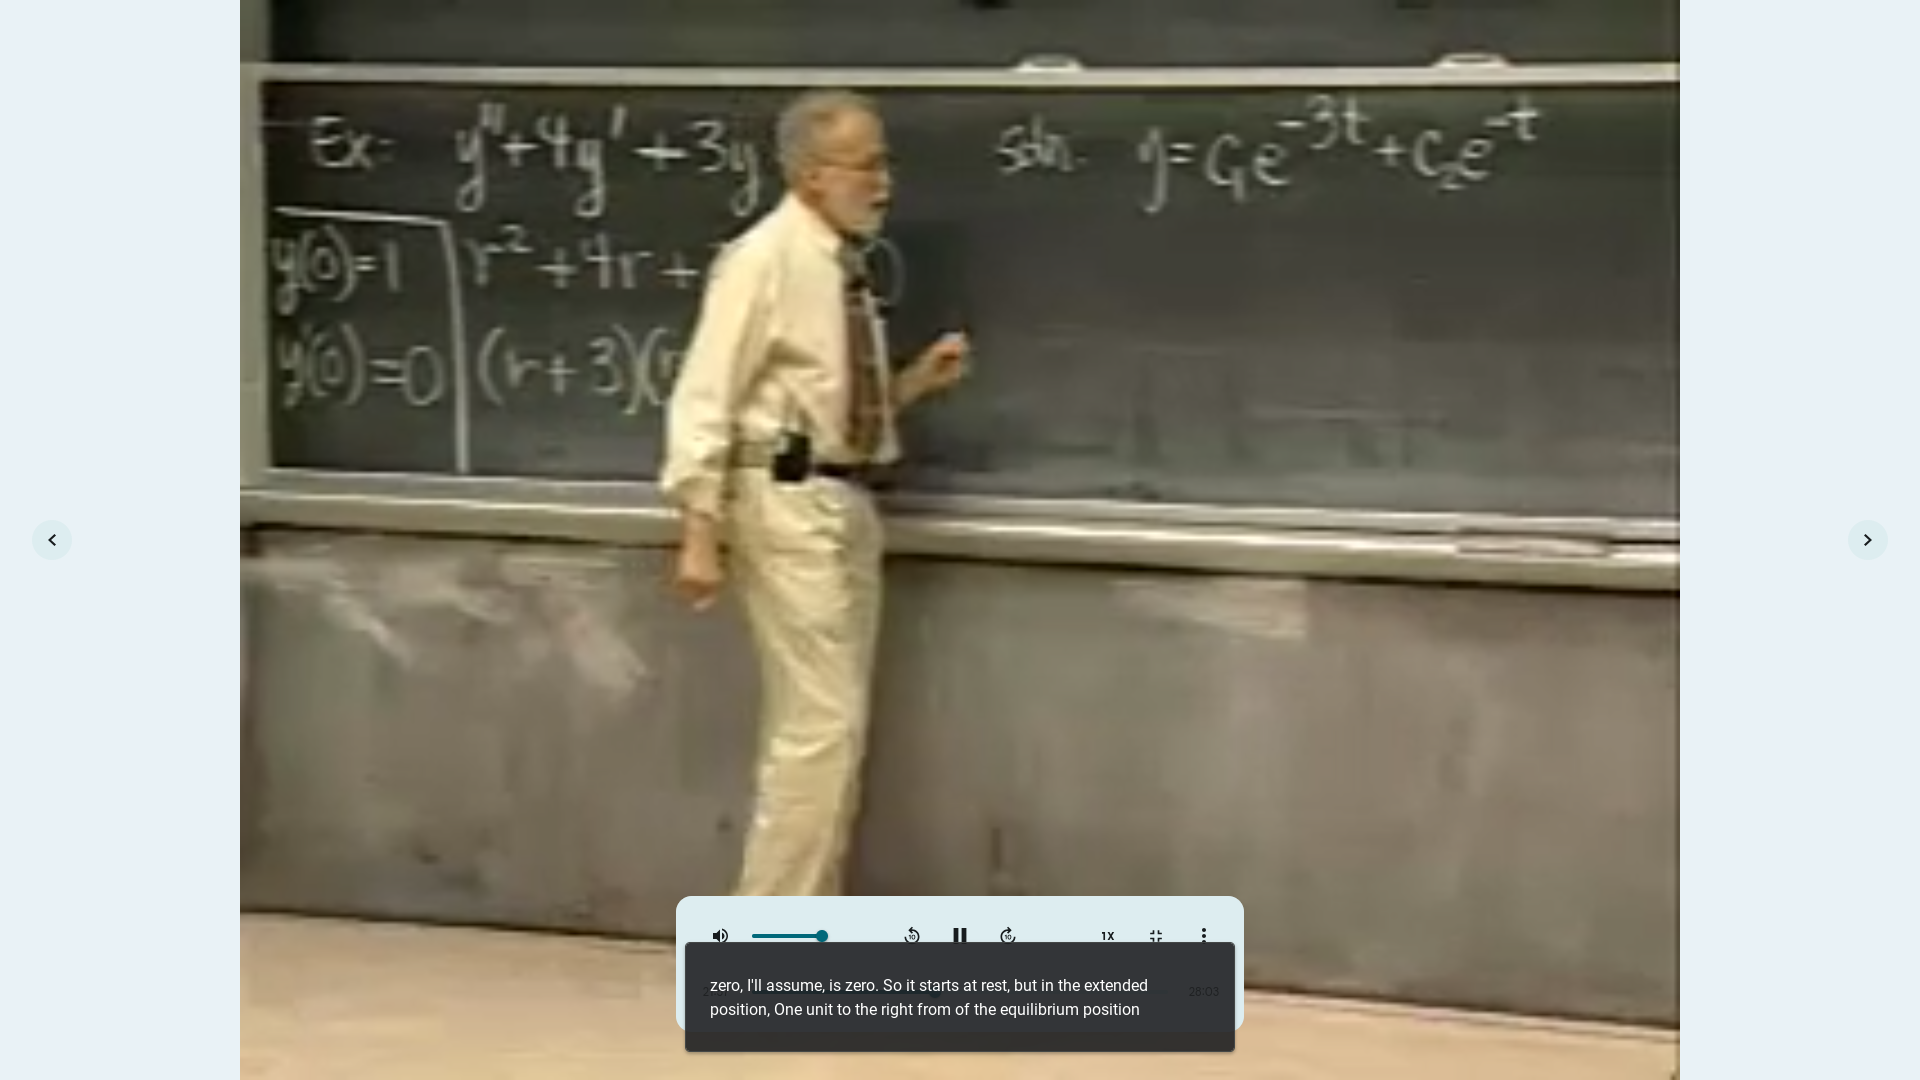 Ex: y"+4y'+3y
soln. y=c₁e^-3t+c₂e^-t
y(0)=1
r²+4r+
y'(0)=0
(r+3)(r
1X
28:03
zero, I'll assume, is zero. So it starts at rest, but in the extended
position, One unit to the right from of the equilibrium position